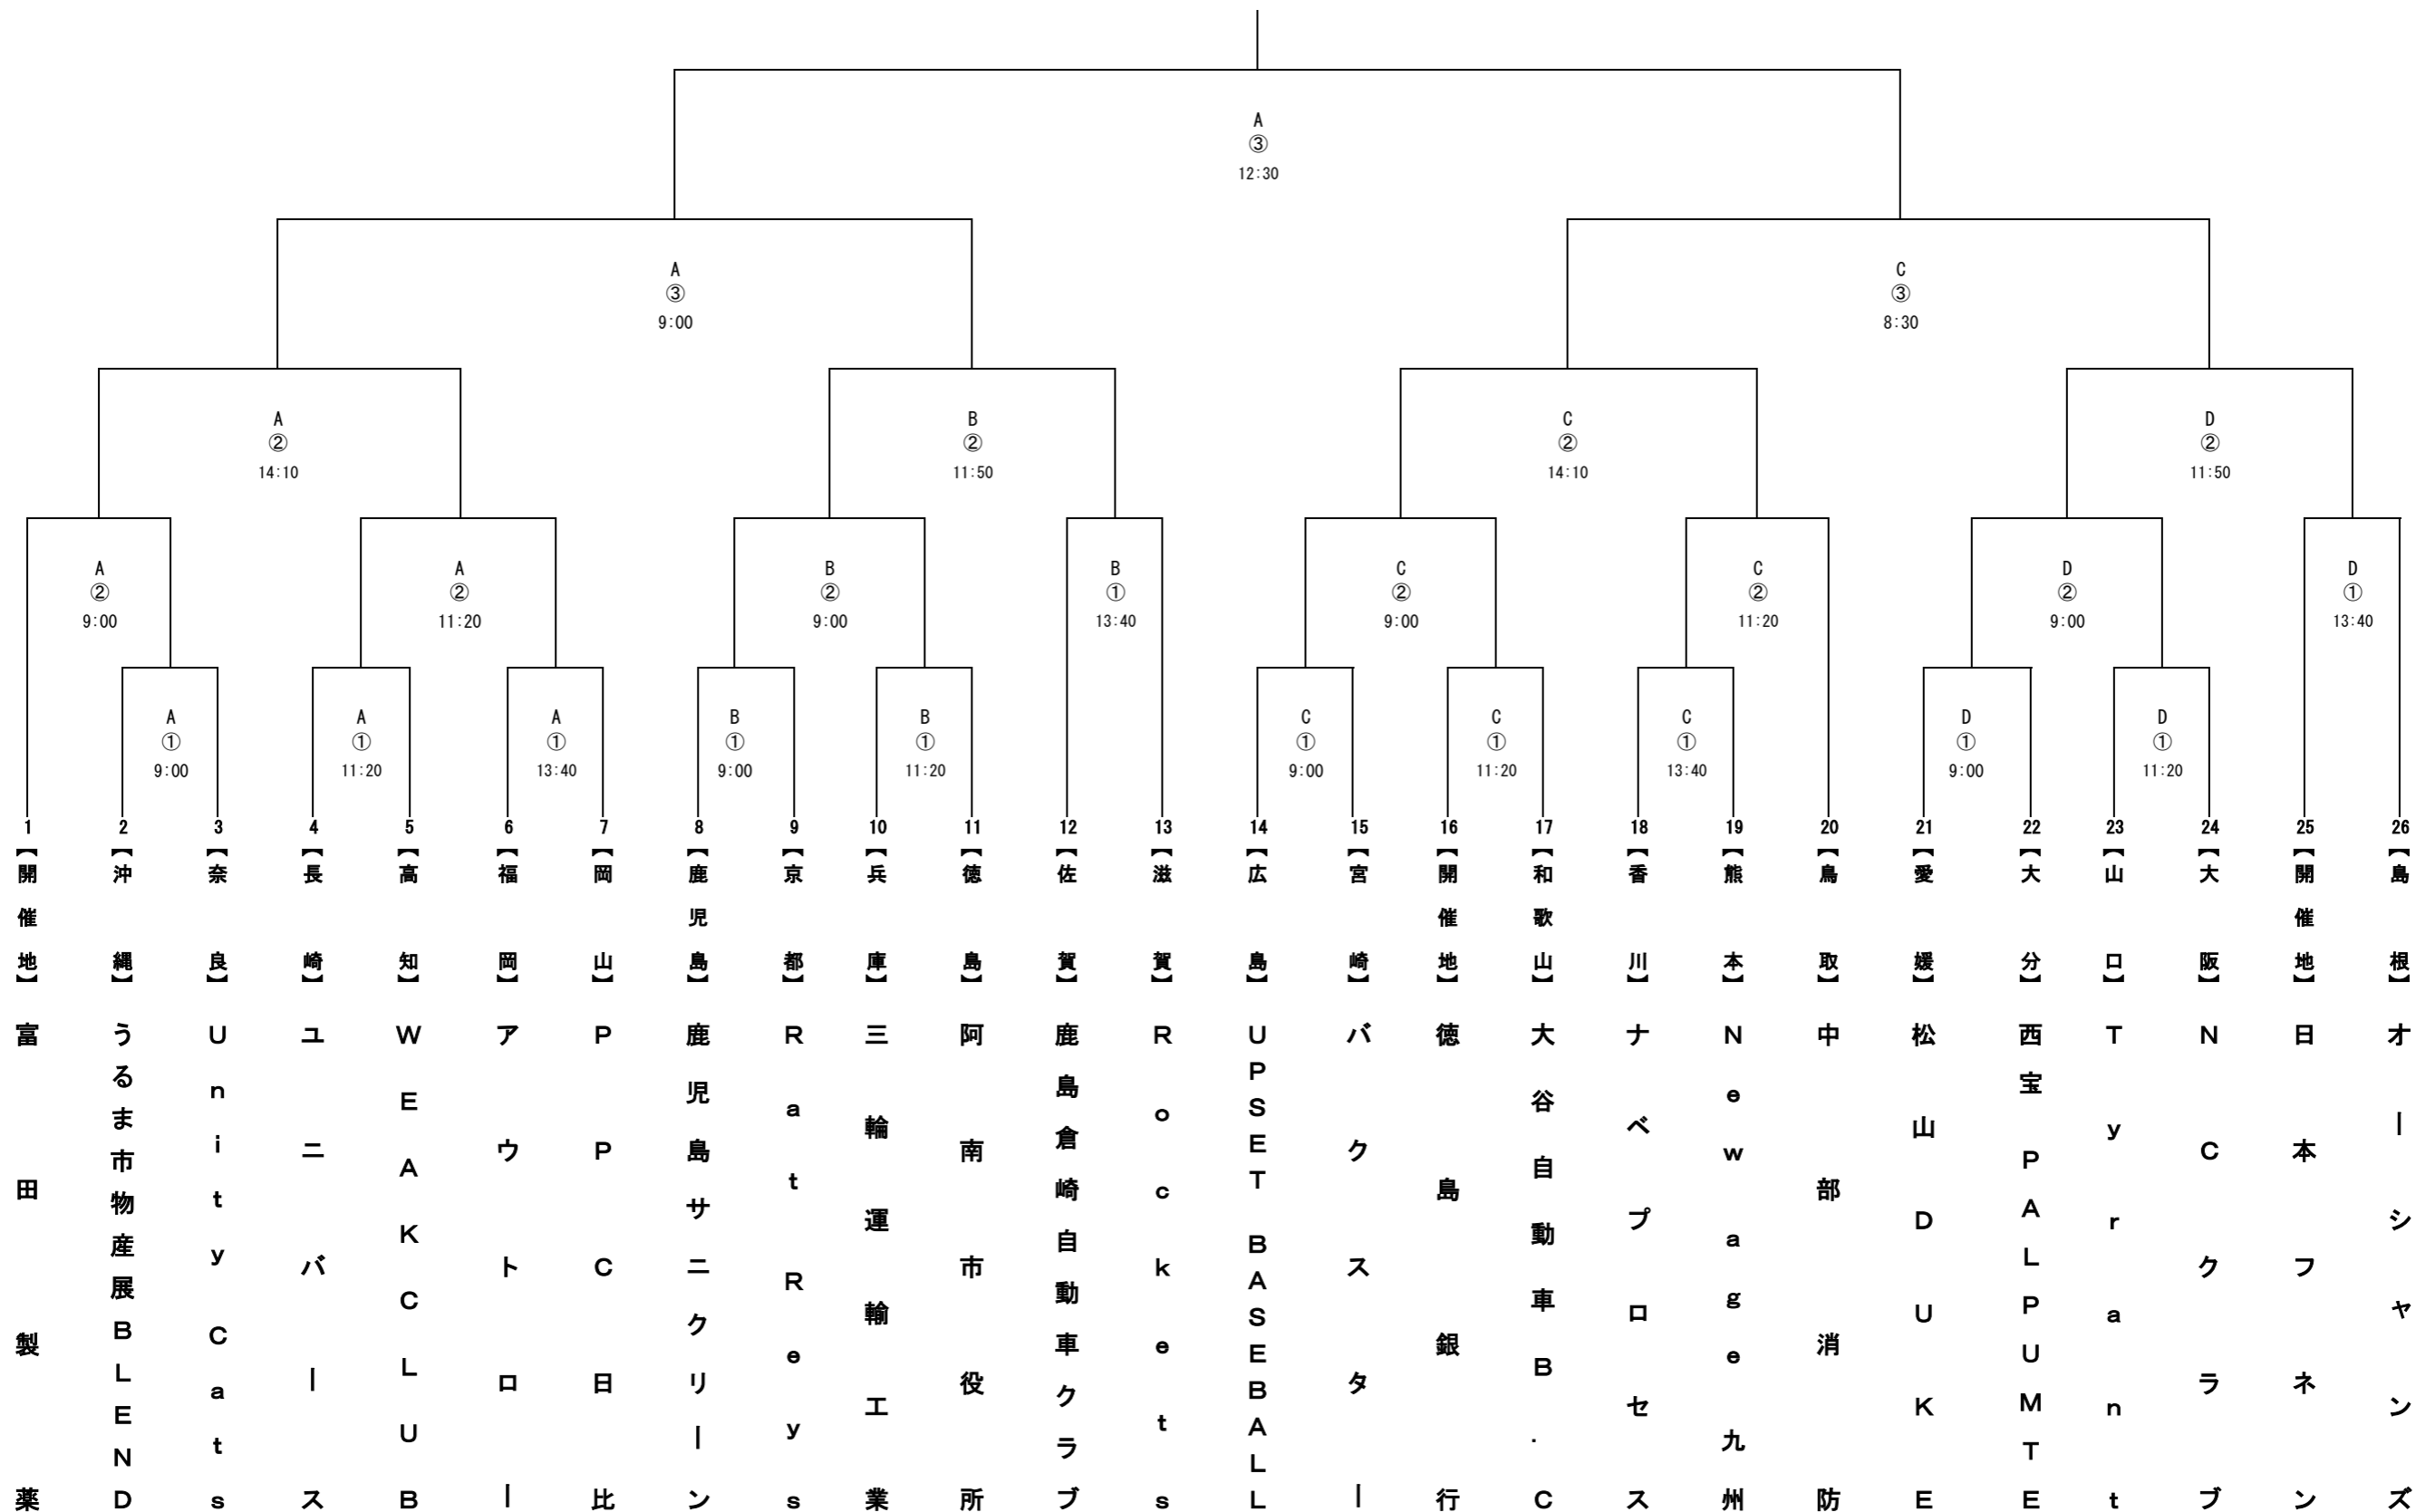 A
③
12:30
A
③
9:00
C
③
8:30
A
②
14:10
B
②
11:50
C
②
14:10
D
②
11:50
A
②
9:00
A
②
11:20
B
②
9:00
B
①
13:40
C
②
9:00
C
②
11:20
D
②
9:00
D
①
13:40
A
①
9:00
A
①
11:20
A
①
13:40
B
①
9:00
B
①
11:20
C
①
9:00
C
①
11:20
C
①
13:40
D
①
9:00
D
①
11:20
1【開催地】富田製薬
2【沖縄】うるま市物産展BLEND
3【奈良】Unity Cats
4【長崎】ユニバース
5【高知】WEAKCLUB
6【福岡】アウトロー
7【岡山】PPC日比
8【鹿児島】鹿児島サニクリーン
9【京都】Rat Reys
10【兵庫】三輪運輸工業
11【徳島】阿南市役所
12【佐賀】鹿島倉崎自動車クラブ
13【滋賀】Rockets
14【広島】UPSET BASEBALL
15【宮崎】バクスター
16【開催地】徳島銀行
17【和歌山】大谷自動車B.C
18【香川】ナベプロセス
19【熊本】New age九州
20【鳥取】中部消防
21【愛媛】松山DUKE
22【大分】西宝 PALPUMTE
23【山口】Tyrant
24【大阪】NCクラブ
25【開催地】日本フネン
26【島根】オーシャンズ